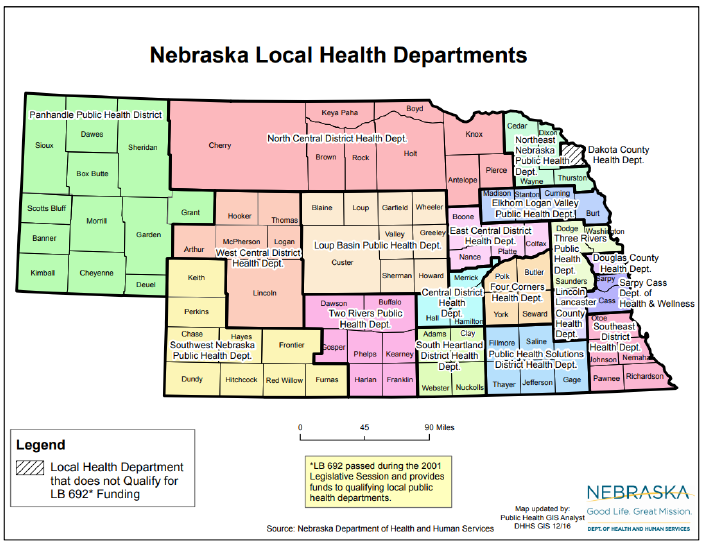 Nebraska Local Health Departments
Panhandle Public Health District
Sioux
Dawes
Sheridan
Box Butte
Scotts Bluff
Banner
Morrill
Garden
Grant
Kimball
Cheyenne
Deuel
North Central District Health Dept.
Cherry
Keya Paha
Boyd
Brown
Rock
Holt
Knox
Antelope
Pierce
Northeast
Nebraska
Public Health
Dept.
Cedar
Dixon
Wayne
Thurston
Dakota County
Health Dept.
Elkhorn Logan Valley
Public Health Dept.
Madison
Stanton
Cuming
Burt
West Central District
Health Dept.
Hooker
Thomas
Arthur
McPherson
Logan
Lincoln
Loup Basin Public Health Dept.
Blaine
Loup
Garfield
Wheeler
Valley
Greeley
Custer
Sherman
Howard
East Central District
Health Dept.
Boone
Nance
Platte
Colfax
Three Rivers
Public
Health
Dept.
Dodge
Washington
Saunders
Douglas County
Health Dept.
Sarpy Cass
Dept. of
Health & Wellness
Sarpy
Cass
Central District
Health
Dept.
Merrick
Hall
Hamilton
Four Corners
Health Dept.
Polk
Butler
York
Seward
Lincoln
Lancaster
County
Health
Dept.
Southwest Nebraska
Public Health Dept.
Keith
Perkins
Chase
Hayes
Frontier
Dundy
Hitchcock
Red Willow
Furnas
Two Rivers Public
Health Dept.
Dawson
Buffalo
Gosper
Phelps
Kearney
Harlan
Franklin
South Heartland
District Health
Dept.
Adams
Clay
Webster
Nuckolls
Public Health Solutions
District Health Dept.
Fillmore
Saline
Thayer
Jefferson
Gage
Southeast
District
Health Dept.
Otoe
Johnson
Nemaha
Pawnee
Richardson
0 45 90 Miles
Legend
Local Health Department
that does not Qualify for
LB 692* Funding
*LB 692 passed during the 2001
Legislative Session and provides
funds to qualifying local public
health departments.
Source: Nebraska Department of Health and Human Services
Map updated by:
Public Health GIS Analyst
DHHS GIS 12/16
NEBRASKA
Good Life. Great Mission.
DEPT. OF HEALTH AND HUMAN SERVICES